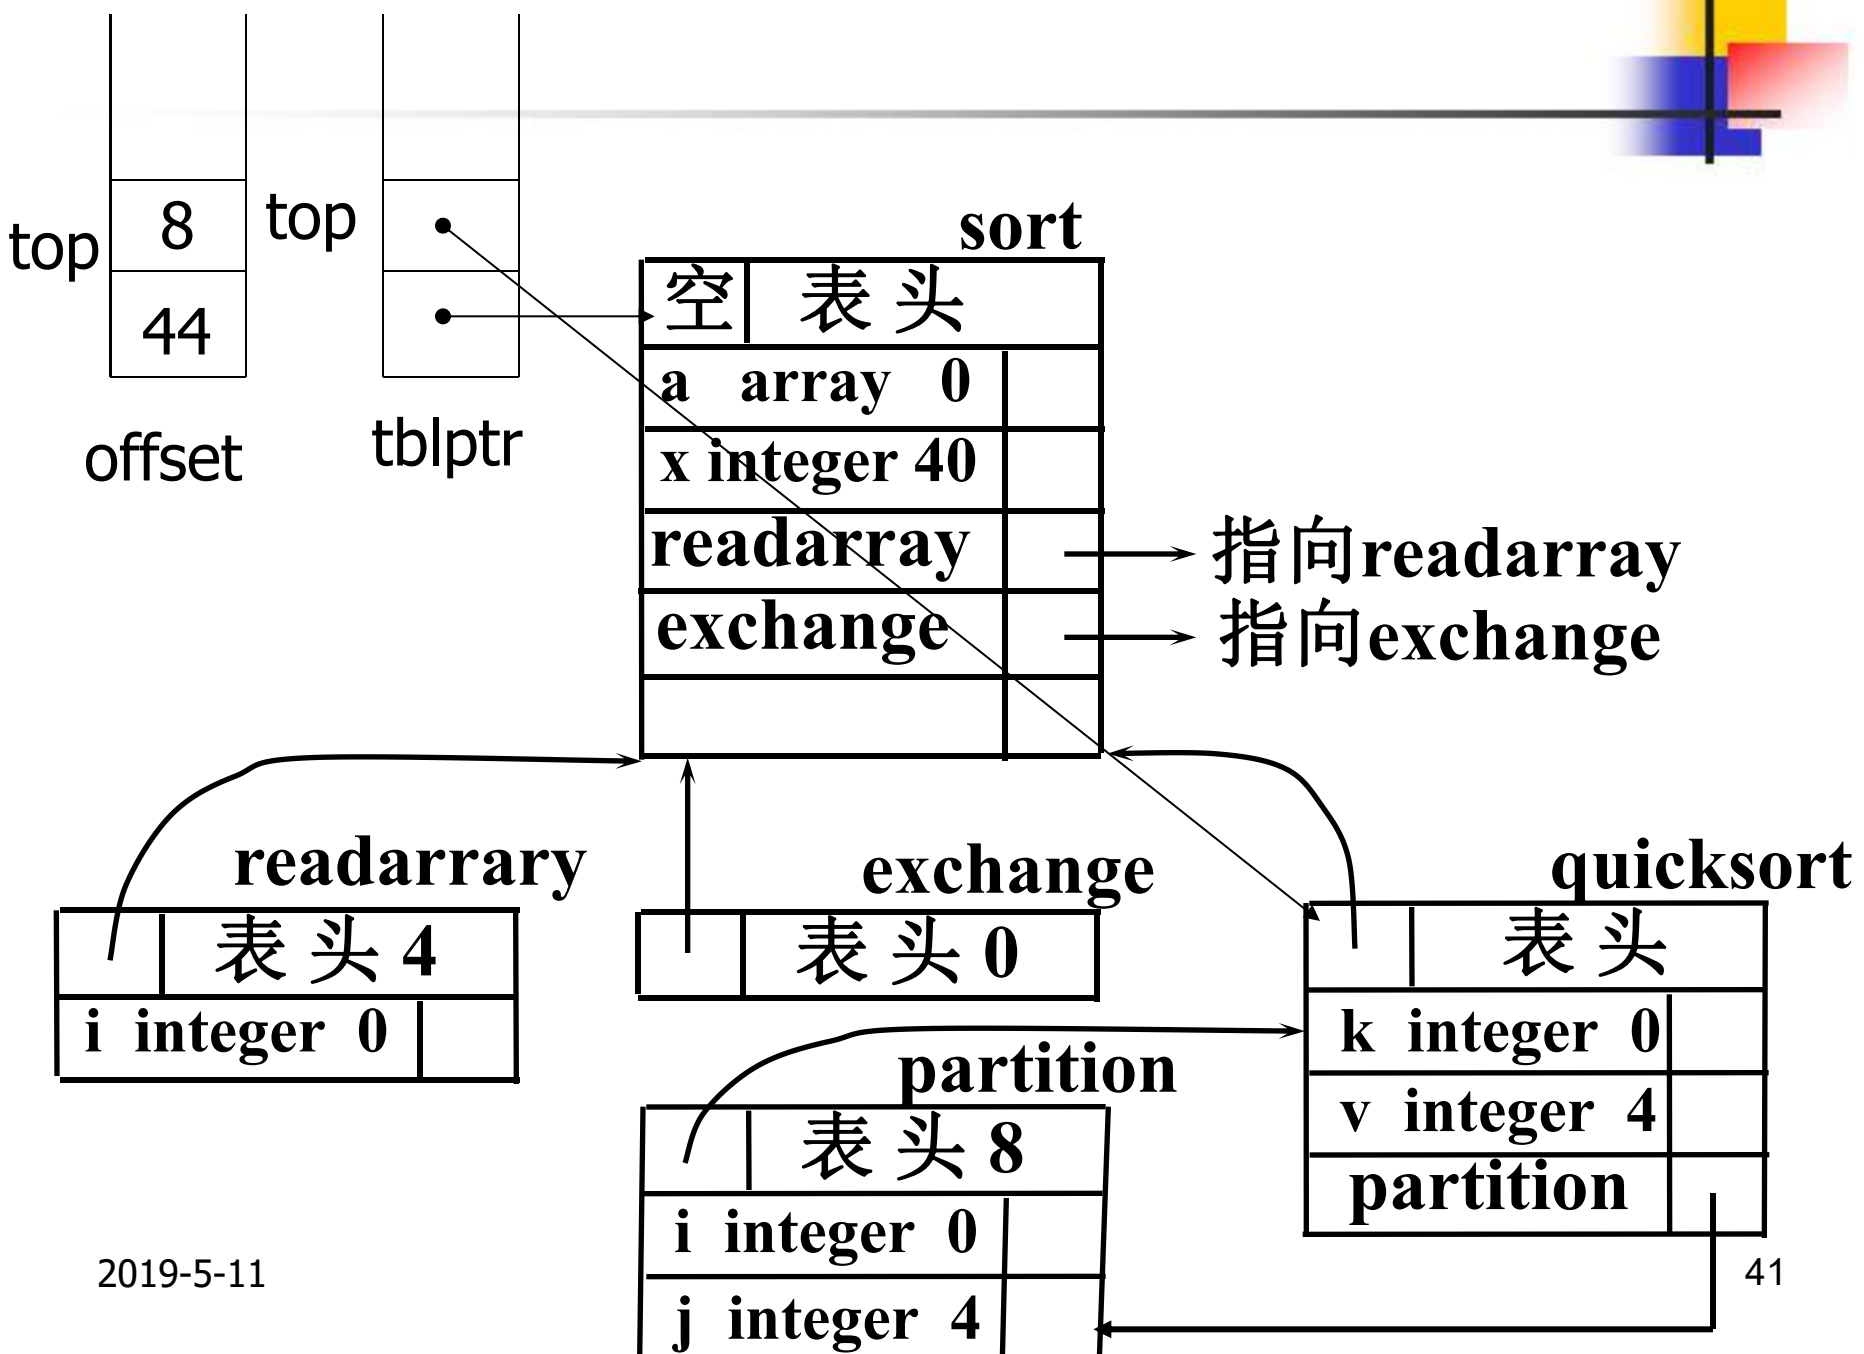 top
8
top
44
offset
tblptr
sort
空 表 头
a array 0
x integer 40
readarray
指向readarray
exchange
指向exchange
readarrary
表 头 4
i integer 0
exchange
表 头 0
quicksort
表 头
k integer 0
v integer 4
partition
partition
表 头 8
i integer 0
j integer 4
2019-5-11
41